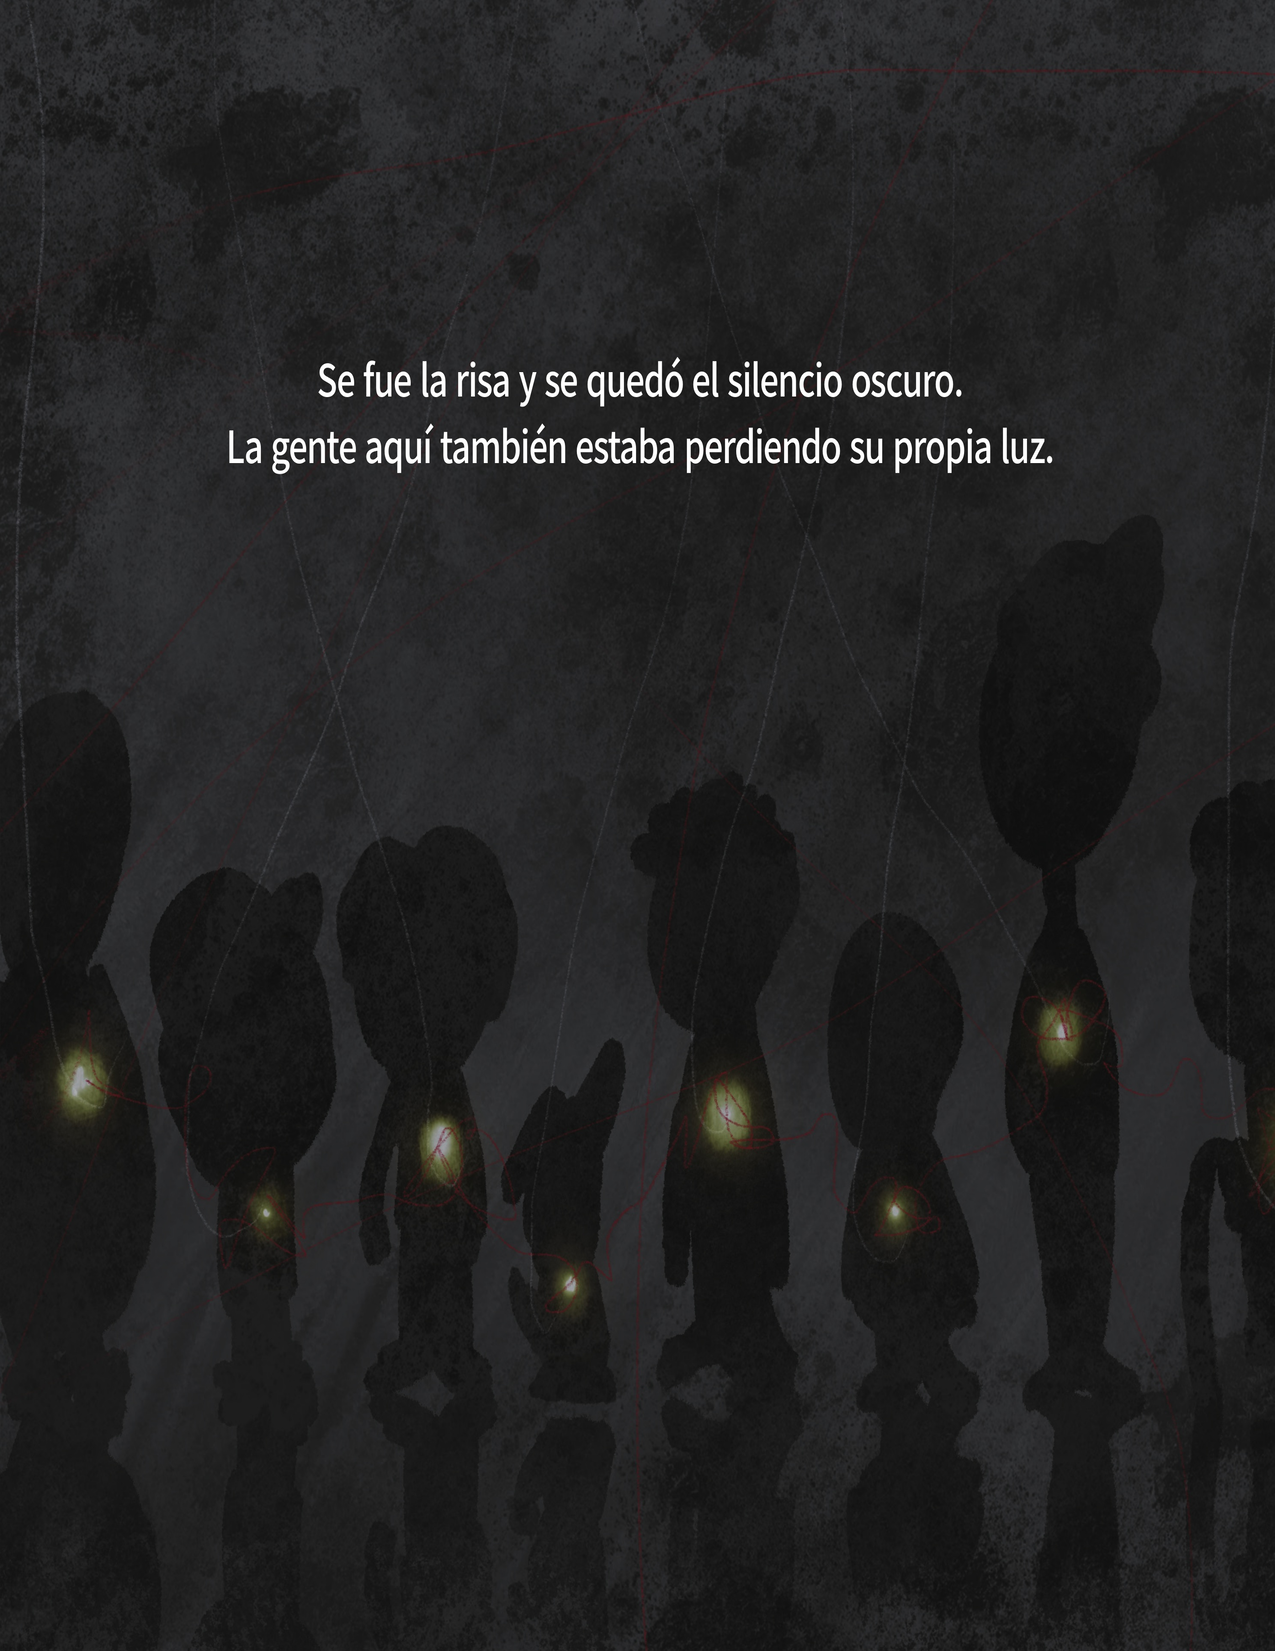 Se fue la risa y se quedó el silencio oscuro.
La gente aquí también estaba perdiendo su propia luz.